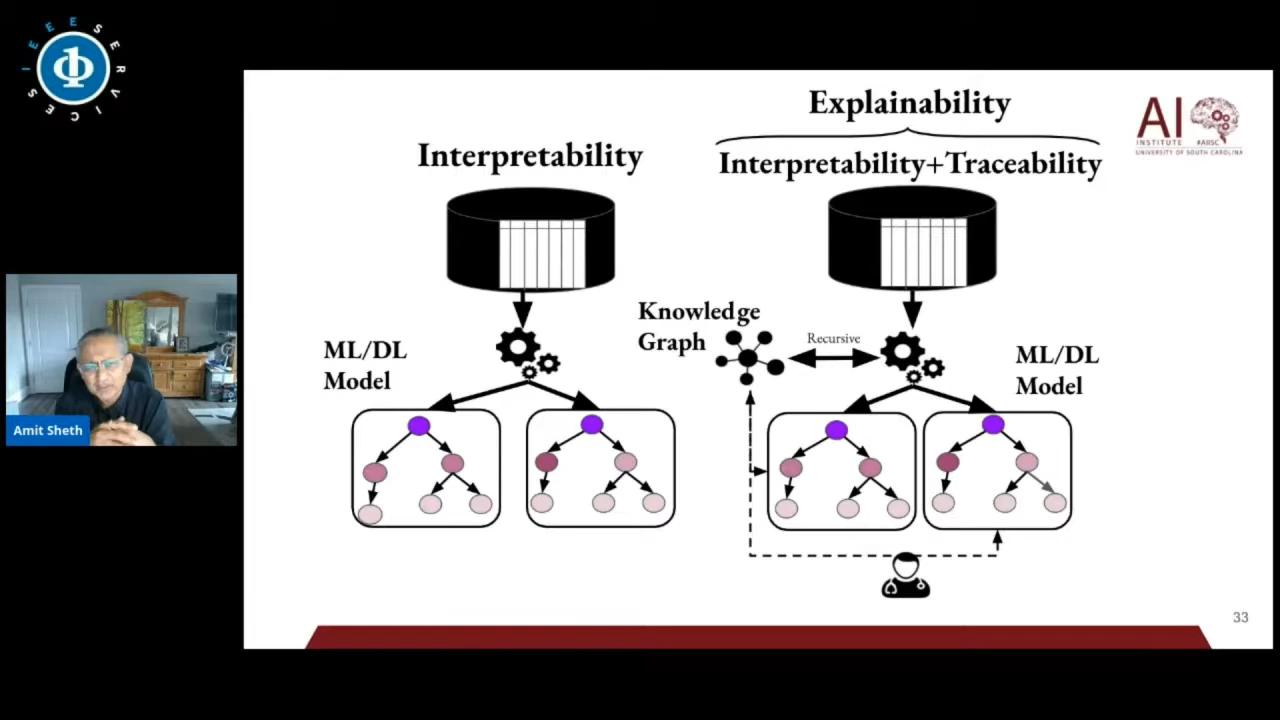 IEEE SERVICES
Explainability
Interpretability
Interpretability+Traceability
AI
INSTITUTE #AIISC
UNIVERSITY OF SOUTH CAROLINA
Knowledge
Graph
Recursive
ML/DL
Model
ML/DL
Model
Amit Sheth
33